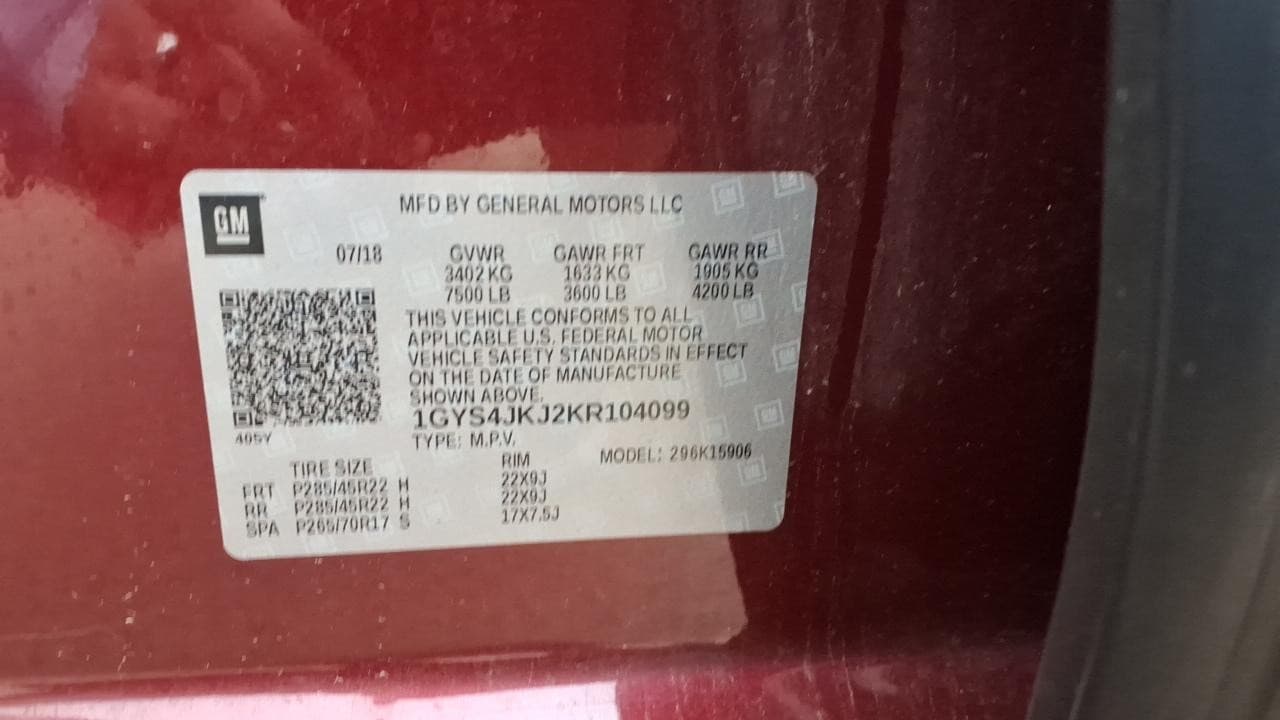 GM
MFD BY GENERAL MOTORS LLC
07/18 GVWR GAWR FRT GAWR RR
3402 KG 1633 KG 1905 KG
7500 LB 3600 LB 4200 LB
THIS VEHICLE CONFORMS TO ALL
APPLICABLE U.S. FEDERAL MOTOR
VEHICLE SAFETY STANDARDS IN EFFECT
ON THE DATE OF MANUFACTURE
SHOWN ABOVE.
1GYS4JKJ2KR104099
405Y
TYPE: M.P.V. MODEL: 296K15906
TIRE SIZE RIM
FRT P285/45R22 H 22X9J
RR P285/45R22 H 22X9J
SPA P265/70R17 S 17X7.5J